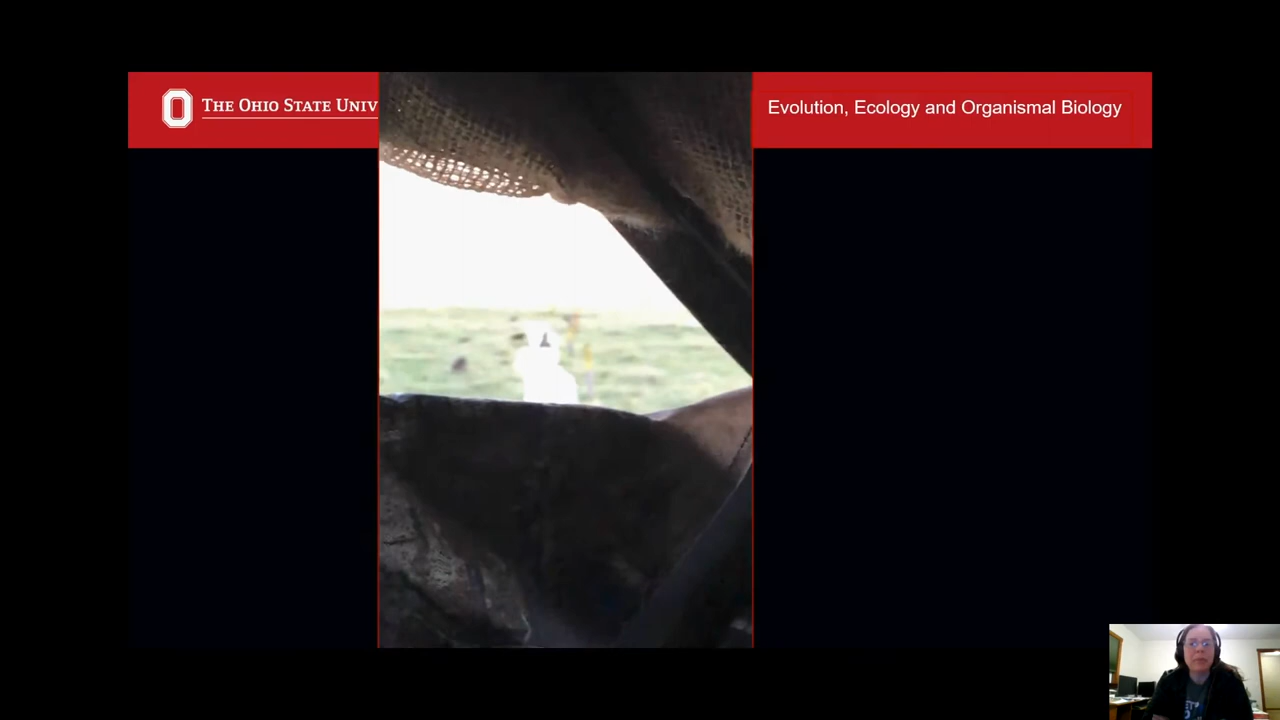 THE OHIO STATE UNIV
Evolution, Ecology and Organismal Biology